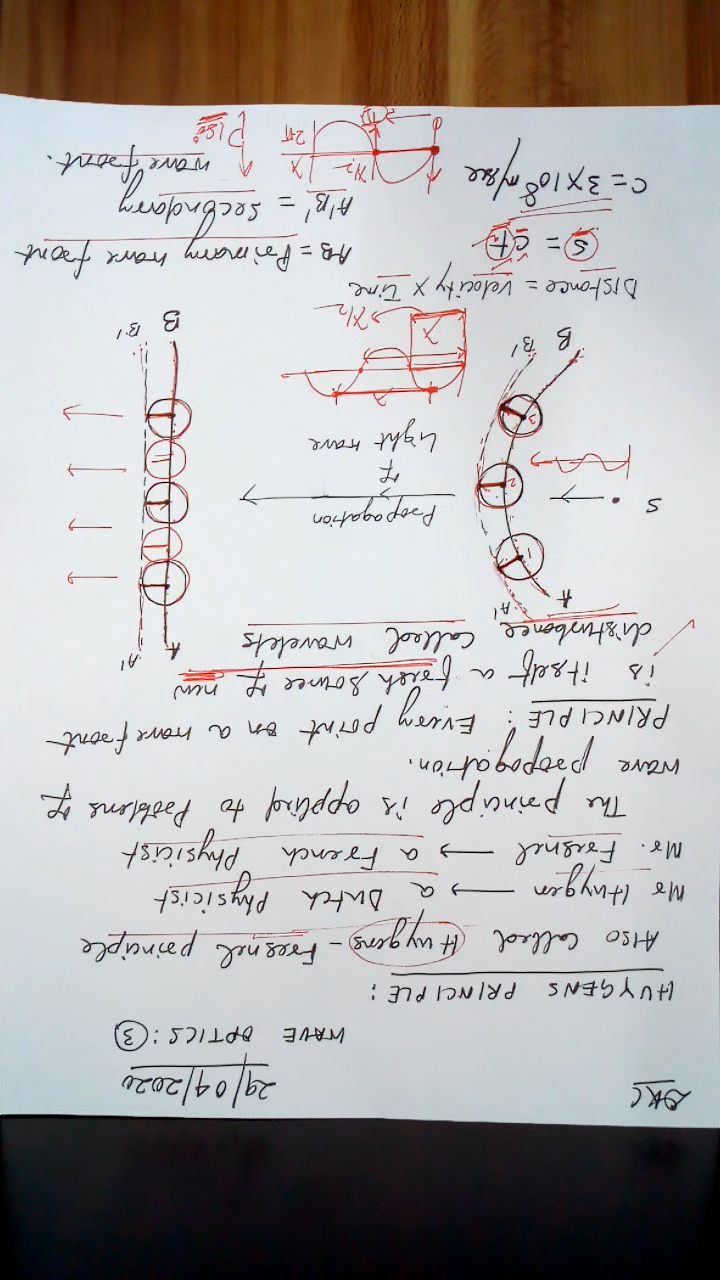 29/04/2020
WAVE OPTICS: 3
HUYGENS PRINCIPLE:
Also called Huygens - Fresnel principle
Mr Huygen → a Dutch Physicist
Mr. Fresnel → a French Physicist
The principle is applied to Problems of
wave propagation.
PRINCIPLE: Every point on a wave front
is itself a fresh source of new
disturbance called wavelets
A A'
A A'
1
S
2
Propagation
of
Light wave
3
B B'
B B'
λ
λ
λ/2
Distance = Velocity X Time
S = C t
C = 3 X 10⁸ m/sec
AB = Primary wave front
A'B' = Secondary
wave front.
λ/2
λ
2π